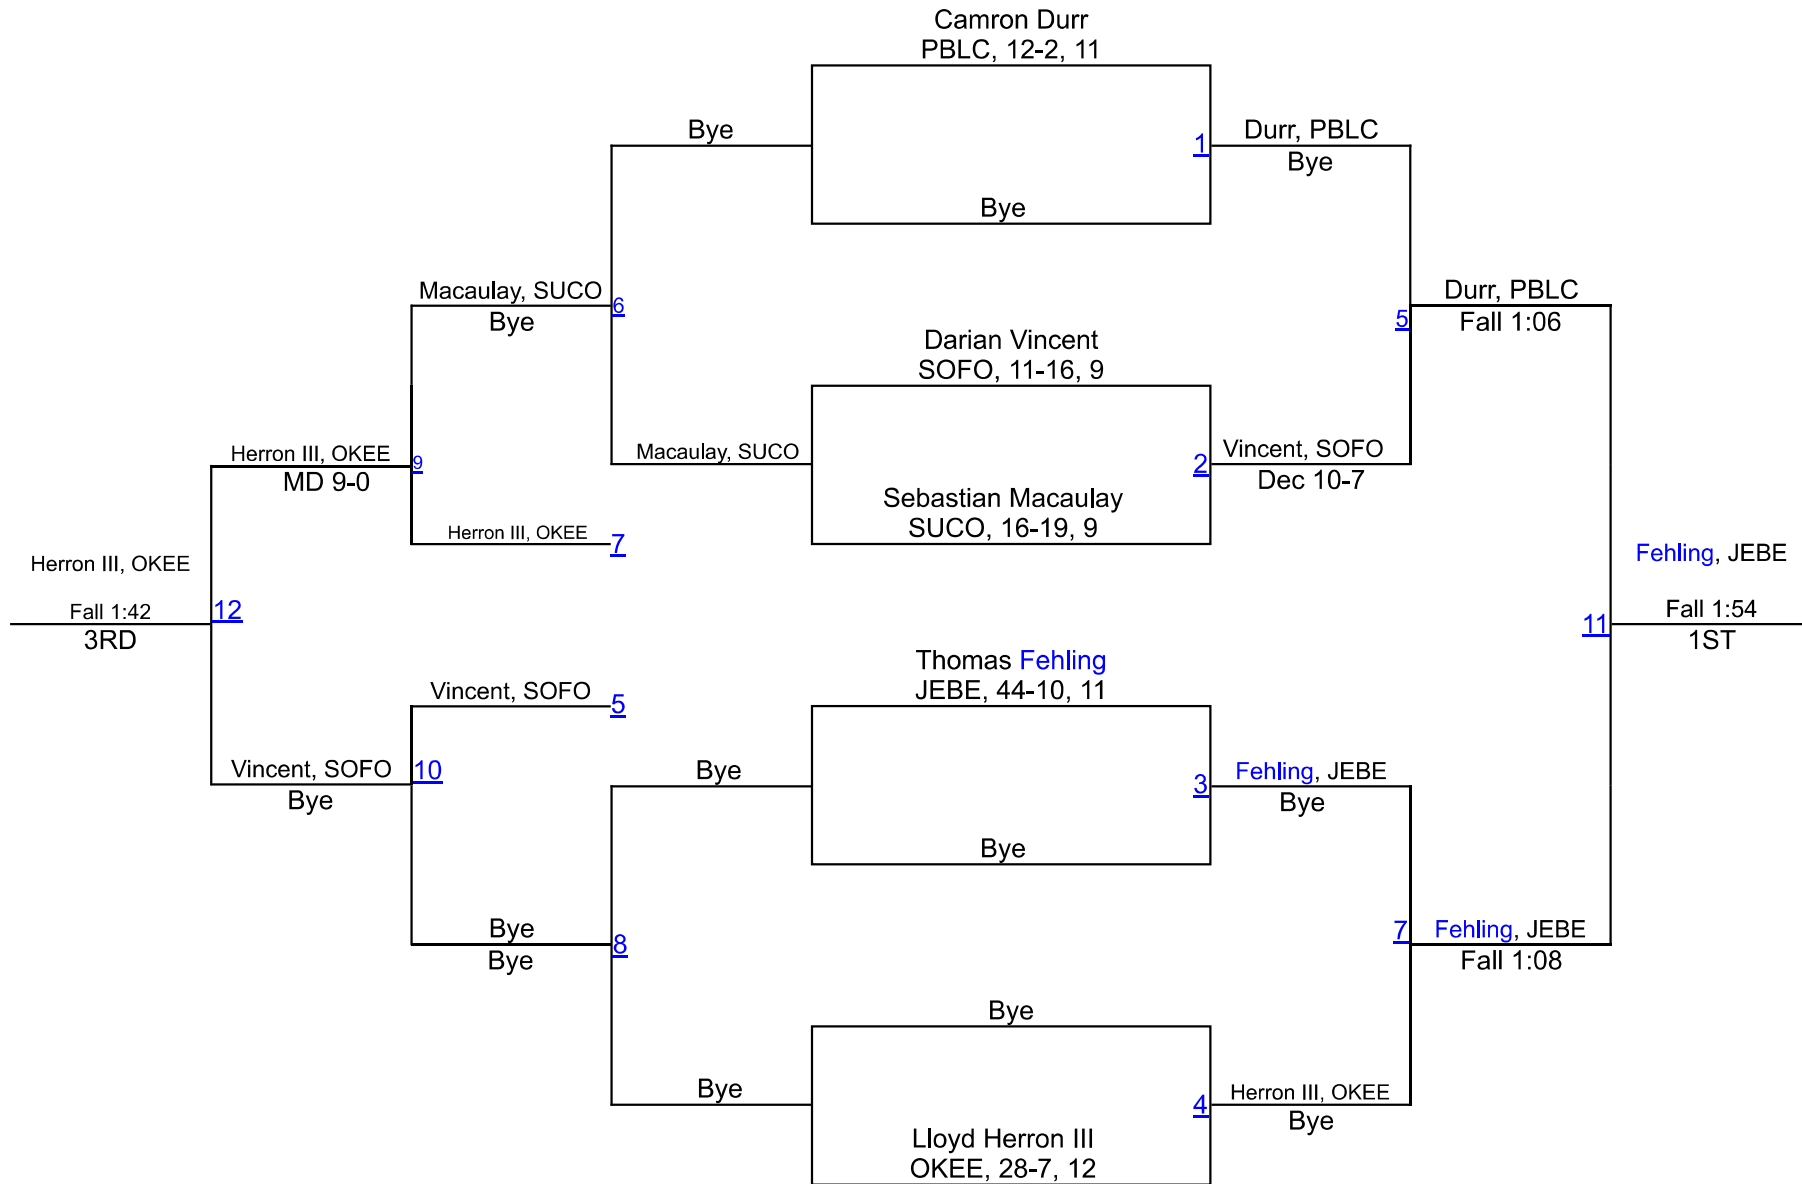 Camron Durr
PBLC, 12-2, 11
Bye
1
Durr, PBLC
Bye
Bye
Macaulay, SUCO
Bye
6
Durr, PBLC
Fall 1:06
5
Darian Vincent
SOFO, 11-16, 9
Herron III, OKEE
MD 9-0
9
Macaulay, SUCO
2
Vincent, SOFO
Dec 10-7
Sebastian Macaulay
SUCO, 16-19, 9
Herron III, OKEE
7
Herron III, OKEE
Fall 1:42
3RD
12
Fehling, JEBE
Fall 1:54
1ST
11
Thomas Fehling
JEBE, 44-10, 11
Vincent, SOFO
5
Vincent, SOFO
Bye
10
Bye
3
Fehling, JEBE
Bye
Bye
Bye
Bye
8
7
Fehling, JEBE
Fall 1:08
Bye
Bye
4
Herron III, OKEE
Bye
Lloyd Herron III
OKEE, 28-7, 12